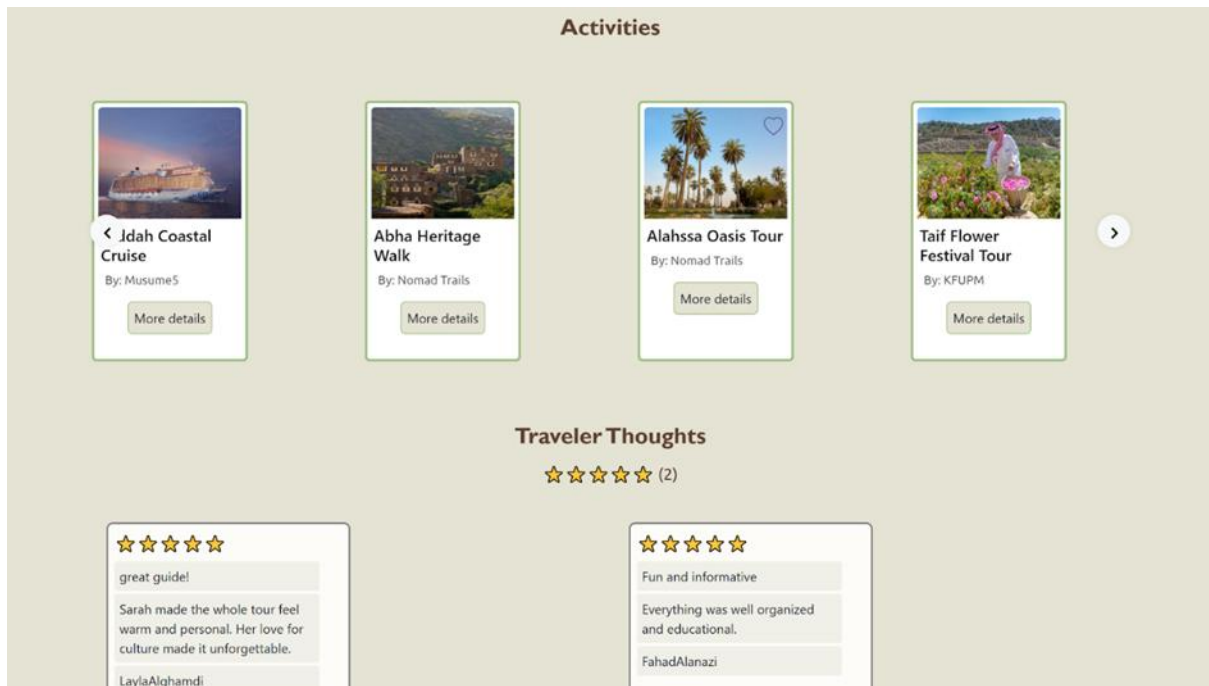 Activities
ddah Coastal
Cruise
By: Musume5
More details
Abha Heritage
Walk
By: Nomad Trails
More details
Alahssa Oasis Tour
By: Nomad Trails
More details
Taif Flower
Festival Tour
By: KFUPM
More details
Traveler Thoughts
(2)
great guide!
Sarah made the whole tour feel
warm and personal. Her love for
culture made it unforgettable.
LaylaAlghamdi
Fun and informative
Everything was well organized
and educational.
FahadAlanazi